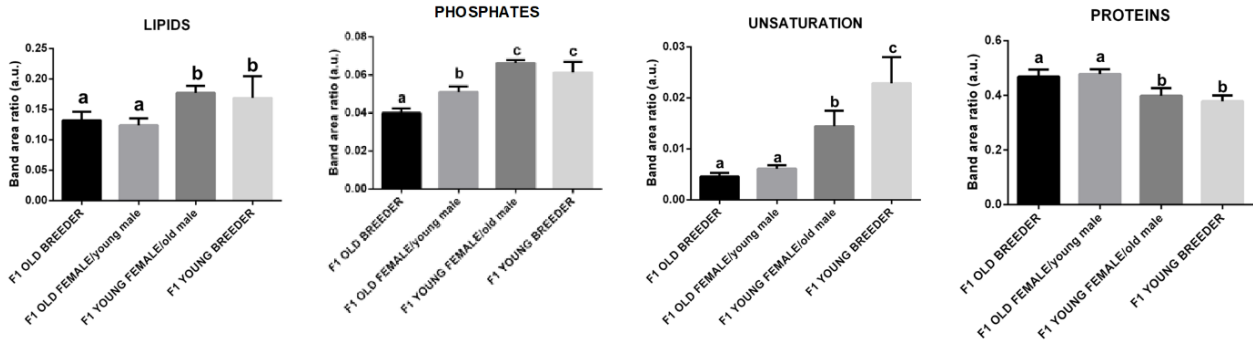 LIPIDS
Band area ratio (a.u.)
0.25
0.20
0.15
0.10
0.05
0.00
a
a
b
b
F1 OLD BREEDER
F1 OLD FEMALE/young male
F1 YOUNG FEMALE/old male
F1 YOUNG BREEDER
PHOSPHATES
Band area ratio (a.u.)
0.08
0.06
0.04
0.02
0.00
a
b
c
c
F1 OLD BREEDER
F1 OLD FEMALE/young male
F1 YOUNG FEMALE/old male
F1 YOUNG BREEDER
UNSATURATION
Band area ratio (a.u.)
0.03
0.02
0.01
0.00
a
a
b
c
F1 OLD BREEDER
F1 OLD FEMALE/young male
F1 YOUNG FEMALE/old male
F1 YOUNG BREEDER
PROTEINS
Band area ratio (a.u.)
0.6
0.4
0.2
0.0
a
a
b
b
F1 OLD BREEDER
F1 OLD FEMALE/young male
F1 YOUNG FEMALE/old male
F1 YOUNG BREEDER